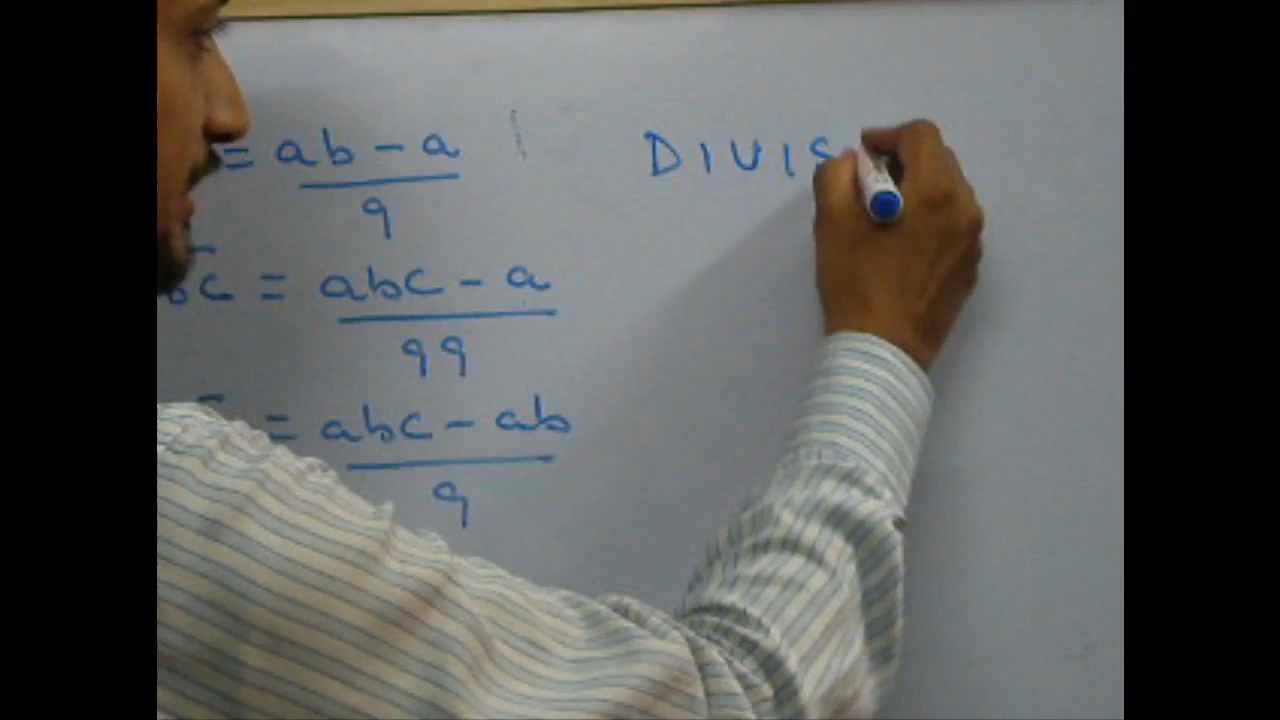 = ab - a
9
DIVIS
bc̅ = abc - a
99
= abc - ab
9